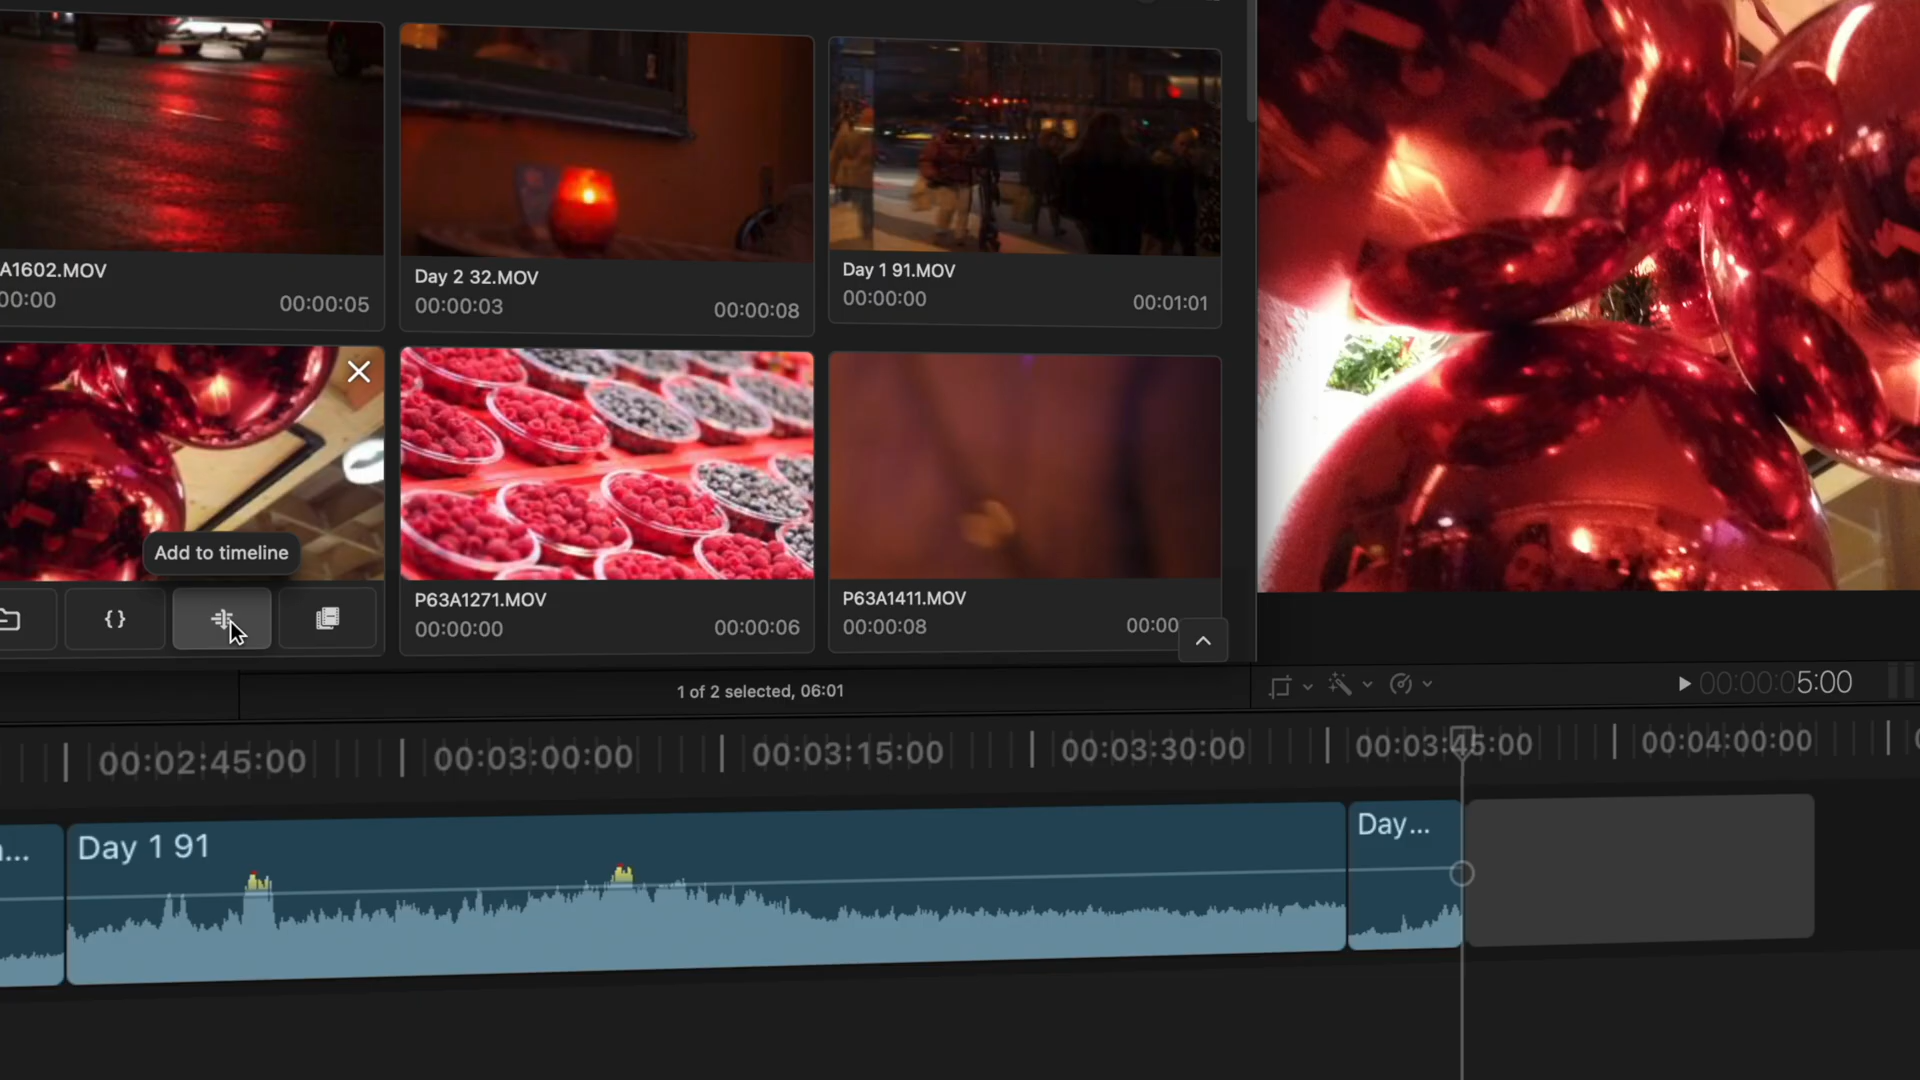 A1602.MOV
00:00
00:00:05
Day 2 32.MOV
00:00:03
00:00:08
Day 1 91.MOV
00:00:00
00:01:01
Add to timeline
{}
P63A1271.MOV
00:00:00
00:00:06
P63A1411.MOV
00:00:08
00:00
1 of 2 selected, 06:01
00:00:05:00
00:02:45:00
00:03:00:00
00:03:15:00
00:03:30:00
00:03:45:00
00:04:00:00
Day 1 91
Day...